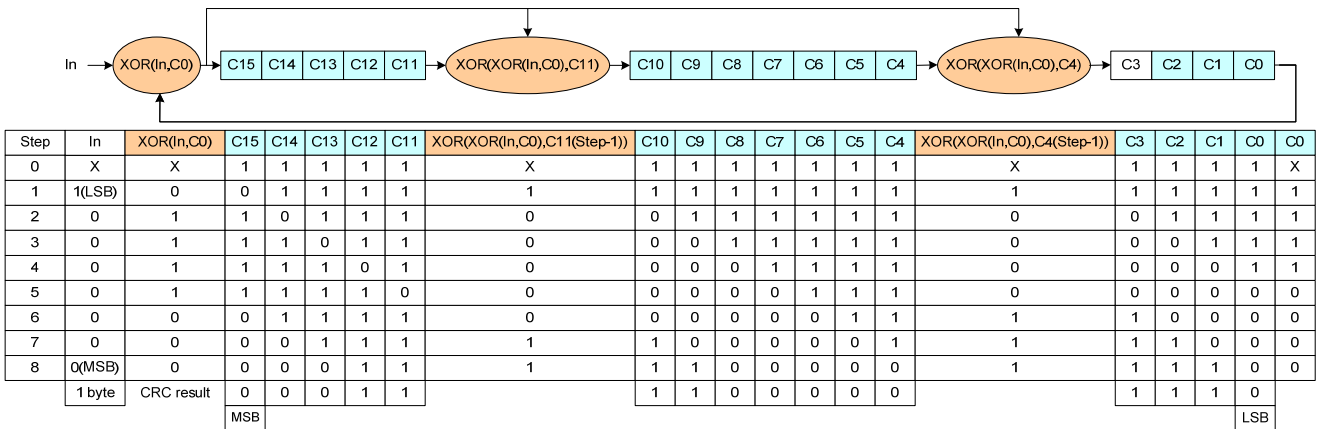 In XOR(In,C0) C15 C14 C13 C12 C11 XOR(XOR(In,C0),C11) C10 C9 C8 C7 C6 C5 C4 XOR(XOR(In,C0),C4) C3 C2 C1 C0
Step In XOR(In,C0) C15 C14 C13 C12 C11 XOR(XOR(In,C0),C11(Step-1)) C10 C9 C8 C7 C6 C5 C4 XOR(XOR(In,C0),C4(Step-1)) C3 C2 C1 C0 C0
0 X X 1 1 1 1 1 X 1 1 1 1 1 1 1 X 1 1 1 1 X
1 1(LSB) 0 0 1 1 1 1 1 1 1 1 1 1 1 1 1 1 1 1 1 1
2 0 1 1 0 1 1 1 0 0 1 1 1 1 1 1 0 0 1 1 1 1
3 0 1 1 1 0 1 1 0 0 0 1 1 1 1 1 0 0 0 1 1 1
4 0 1 1 1 1 0 1 0 0 0 0 1 1 1 1 0 0 0 0 1 1
5 0 1 1 1 1 1 0 0 0 0 0 0 1 1 1 0 0 0 0 0 0
6 0 0 0 1 1 1 1 0 0 0 0 0 0 1 1 1 1 0 0 0 0
7 0 0 0 0 1 1 1 1 1 0 0 0 0 0 1 1 1 1 0 0 0
8 0(MSB) 0 0 0 0 1 1 1 1 1 0 0 0 0 0 1 1 1 1 0 0
1 byte CRC result 0 0 0 1 1 1 1 0 0 0 0 0 1 1 1 0
MSB LSB